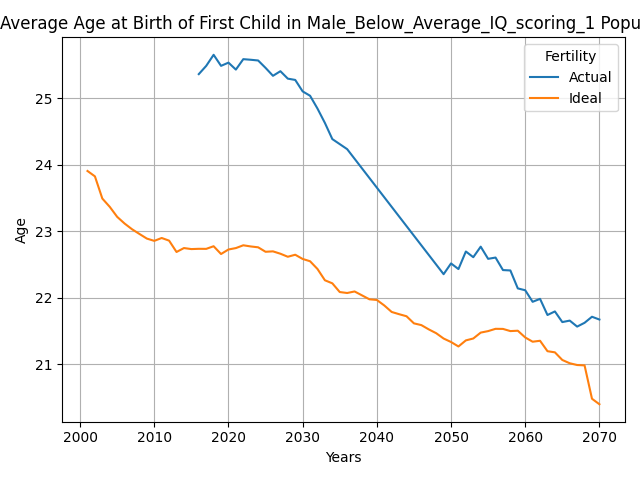 Average Age at Birth of First Child in Male_Below_Average_IQ_scoring_1 Popu
Fertility
Actual
Ideal
Age
25
24
23
22
21
2000 2010 2020 2030 2040 2050 2060 2070
Years